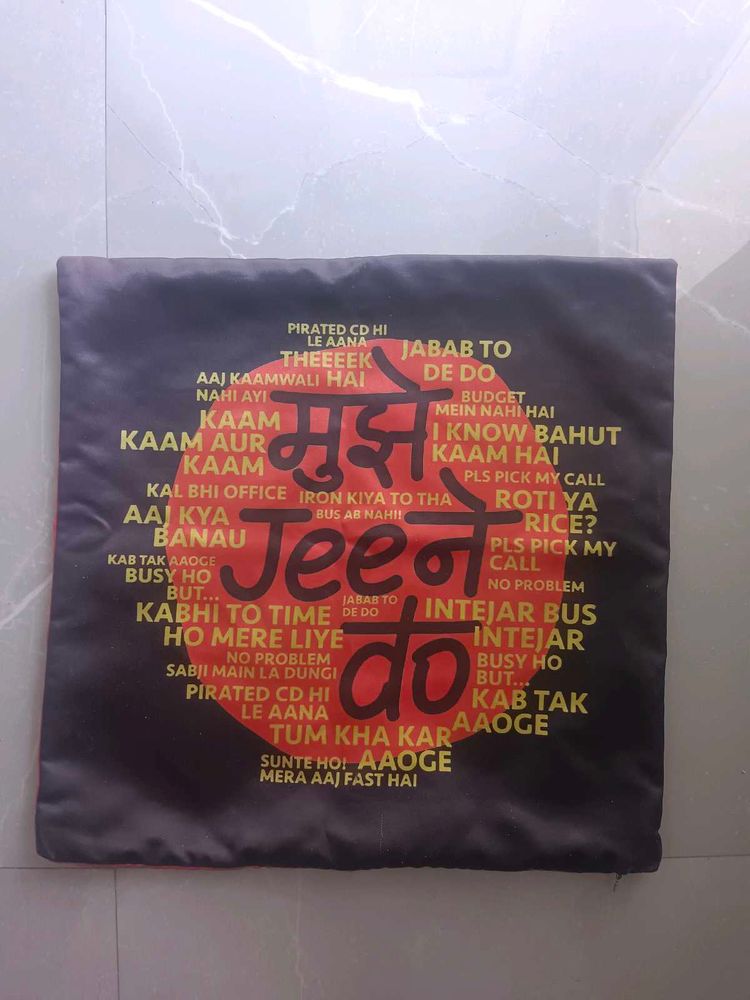 PIRATED CD HI
LE AANA
THEEEEK
HAI
JABAB TO
DE DO
AAJ KAAMWALI
NAHI AYI
BUDGET
MEIN NAHI HAI
KAAM
KAAM AUR
KAAM
मुझे
I KNOW BAHUT
KAAM HAI
PLS PICK MY CALL
KAL BHI OFFICE
IRON KIYA TO THA
BUS AB NAHI!
ROTI YA
RICE?
AAJ KYA
BANAU
Jeeने
PLS PICK MY
CALL
KAB TAK AAOGE
BUSY HO
BUT...
NO PROBLEM
JABAB TO
DE DO
KABHI TO TIME
HO MERE LIYE
INTEJAR BUS
INTEJAR
do
NO PROBLEM
SABJI MAIN LA DUNGI
BUSY HO
BUT...
PIRATED CD HI
LE AANA
KAB TAK
AAOGE
TUM KHA KAR
AAOGE
SUNTE HO!
MERA AAJ FAST HAI